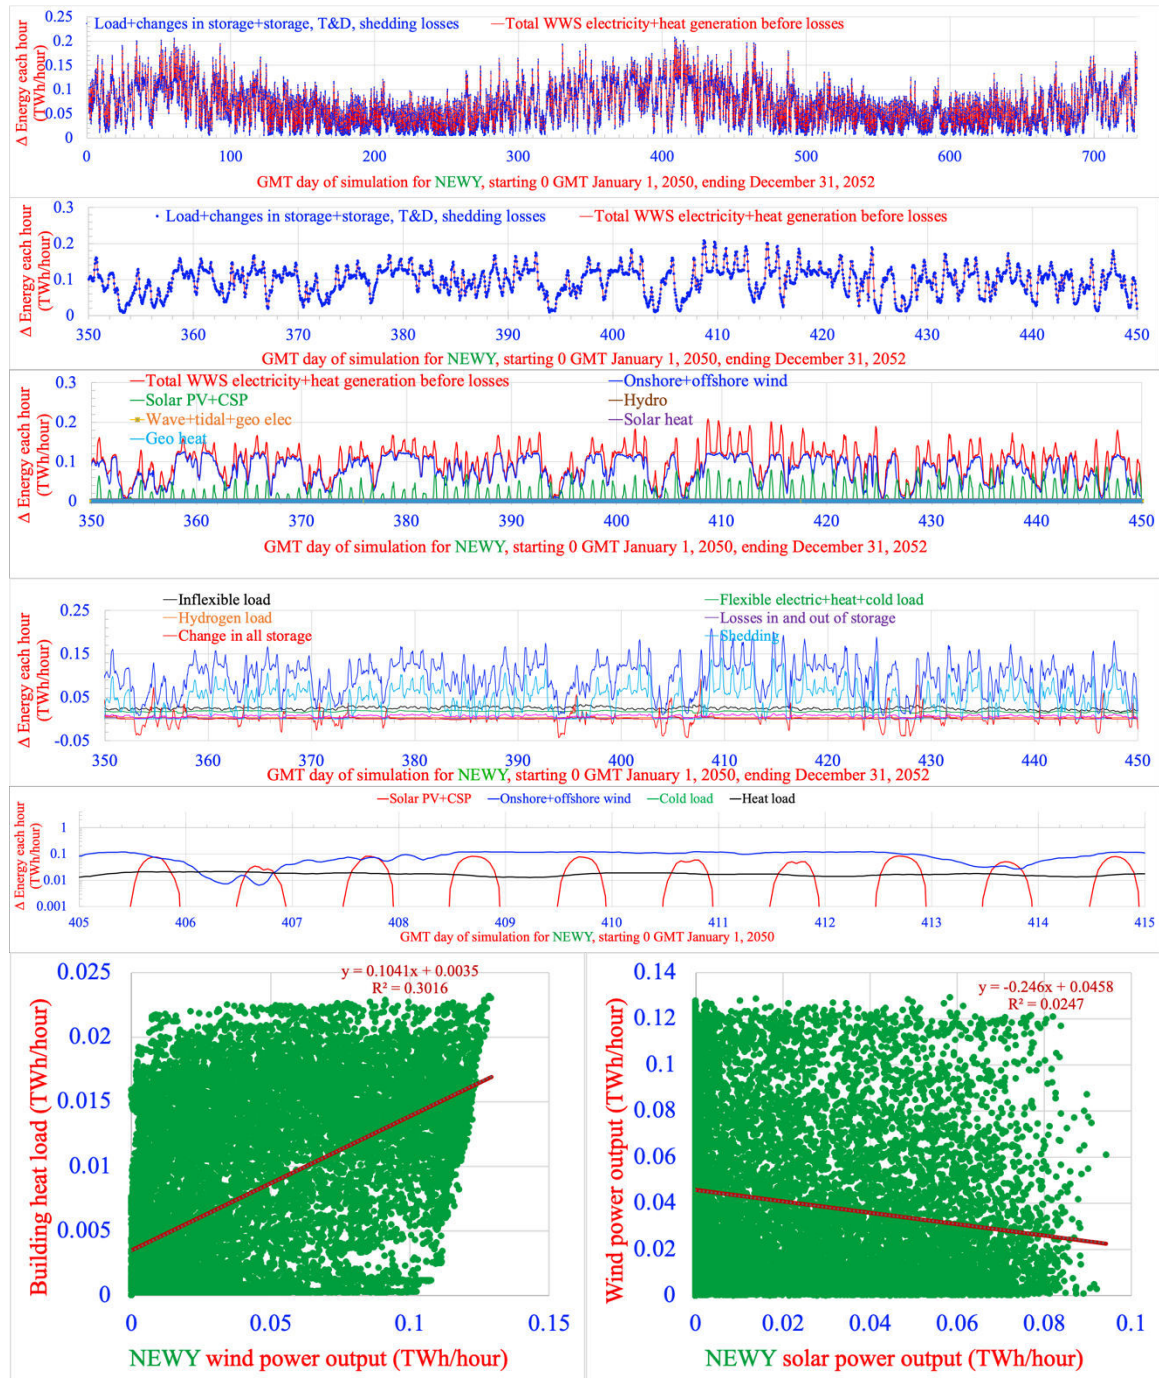 Load+changes in storage+storage, T&D, shedding losses —Total WWS electricity+heat generation before losses
Δ Energy each hour
(TWh/hour)
0.25
0.2
0.15
0.1
0.05
0
0 100 200 300 400 500 600 700
GMT day of simulation for NEWY, starting 0 GMT January 1, 2050, ending December 31, 2052
• Load+changes in storage+storage, T&D, shedding losses —Total WWS electricity+heat generation before losses
Δ Energy each hour
(TWh/hour)
0.3
0.2
0.1
0
350 360 370 380 390 400 410 420 430 440 450
GMT day of simulation for NEWY, starting 0 GMT January 1, 2050, ending December 31, 2052
—Total WWS electricity+heat generation before losses —Onshore+offshore wind
—Solar PV+CSP —Hydro
Wave+tidal+geo elec —Solar heat
—Geo heat
Δ Energy each hour
(TWh/hour)
0.3
0.2
0.1
0
350 360 370 380 390 400 410 420 430 440 450
GMT day of simulation for NEWY, starting 0 GMT January 1, 2050, ending December 31, 2052
—Inflexible load —Flexible electric+heat+cold load
—Hydrogen load —Losses in and out of storage
—Change in all storage —Shedding
Δ Energy each hour
(TWh/hour)
0.25
0.15
0.05
-0.05
350 360 370 380 390 400 410 420 430 440 450
GMT day of simulation for NEWY, starting 0 GMT January 1, 2050, ending December 31, 2052
—Solar PV+CSP —Onshore+offshore wind —Cold load —Heat load
Δ Energy each hour
(TWh/hour)
1
0.1
0.01
0.001
405 406 407 408 409 410 411 412 413 414 415
GMT day of simulation for NEWY, starting 0 GMT January 1, 2050
Building heat load (TWh/hour)
0.025
0.02
0.015
0.01
0.005
0
y = 0.1041x + 0.0035
R² = 0.3016
0 0.05 0.1 0.15
NEWY wind power output (TWh/hour)
Wind power output (TWh/hour)
0.14
0.12
0.1
0.08
0.06
0.04
0.02
0
y = -0.246x + 0.0458
R² = 0.0247
0 0.02 0.04 0.06 0.08 0.1
NEWY solar power output (TWh/hour)